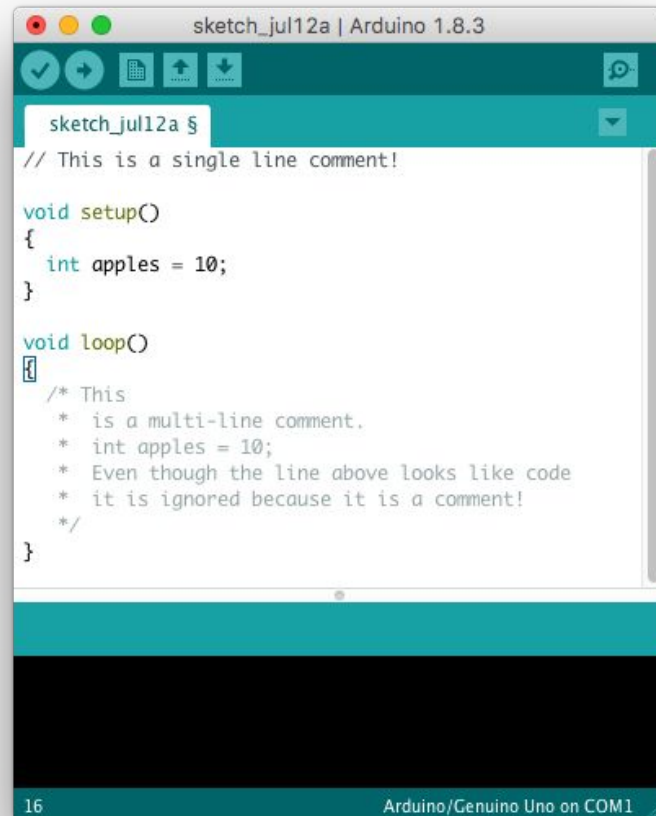 sketch_jul12a | Arduino 1.8.3
sketch_jul12a §
// This is a single line comment!
void setup()
{
  int apples = 10;
}
void loop()
{
  /* This
   *  is a multi-line comment.
   *  int apples = 10;
   *  Even though the line above looks like code
   *  it is ignored because it is a comment!
   */
}
16 Arduino/Genuino Uno on COM1